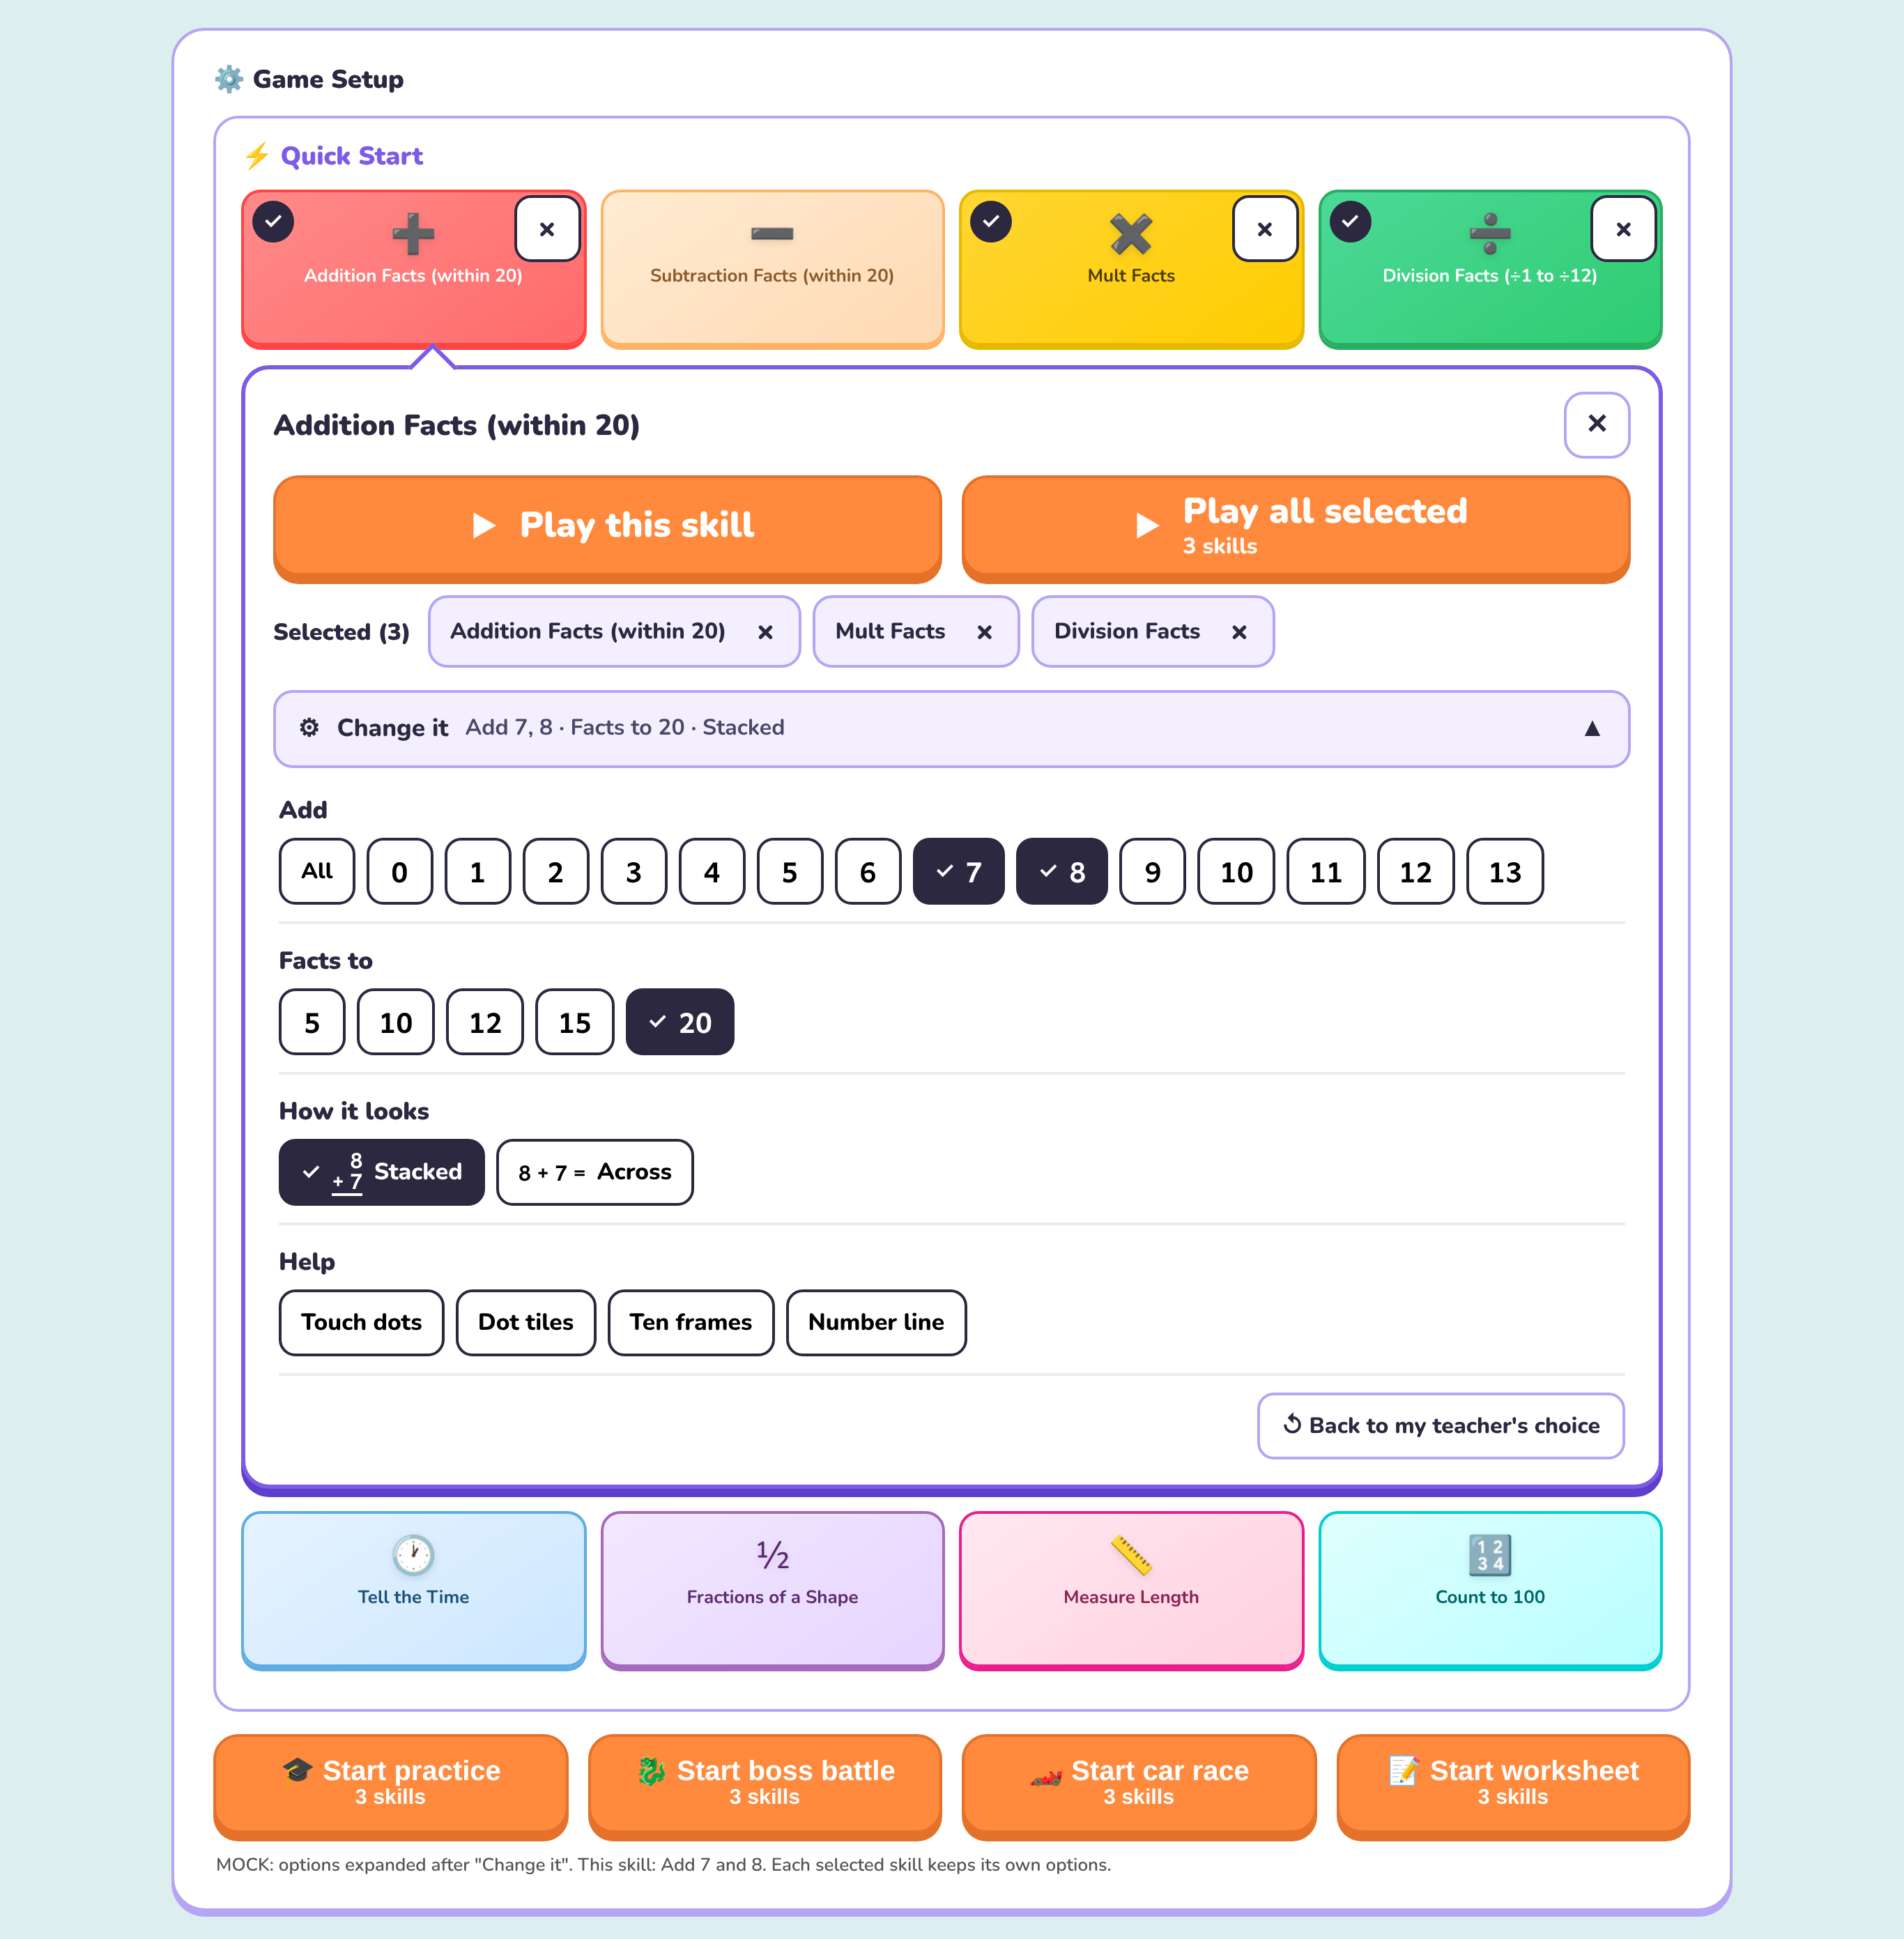 ⚙️ Game Setup
⚡ Quick Start
✓ ➕ ×
Addition Facts (within 20)
➖
Subtraction Facts (within 20)
✓ ✖️ ×
Mult Facts
✓ ➗ ×
Division Facts (÷1 to ÷12)
Addition Facts (within 20) ×
▶ Play this skill
▶ Play all selected
3 skills
Selected (3) Addition Facts (within 20) × Mult Facts × Division Facts ×
⚙ Change it Add 7, 8 · Facts to 20 · Stacked ▲
Add
All 0 1 2 3 4 5 6 ✓ 7 ✓ 8 9 10 11 12 13
Facts to
5 10 12 15 ✓ 20
How it looks
✓ 8
+ 7 Stacked
8 + 7 = Across
Help
Touch dots Dot tiles Ten frames Number line
↺ Back to my teacher's choice
🕐
Tell the Time
½
Fractions of a Shape
📏
Measure Length
🔢
Count to 100
🎓 Start practice
3 skills
🐉 Start boss battle
3 skills
🏎️ Start car race
3 skills
📝 Start worksheet
3 skills
MOCK: options expanded after "Change it". This skill: Add 7 and 8. Each selected skill keeps its own options.